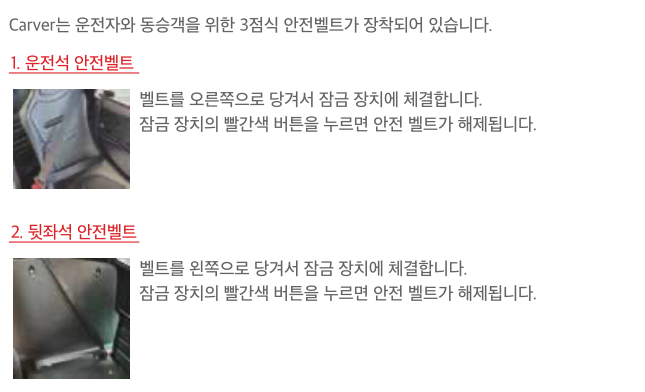 Carver는 운전자와 동승객을 위한 3점식 안전벨트가 장착되어 있습니다.
1. 운전석 안전벨트
벨트를 오른쪽으로 당겨서 잠금 장치에 체결합니다.
잠금 장치의 빨간색 버튼을 누르면 안전 벨트가 해제됩니다.
2. 뒷좌석 안전벨트
벨트를 왼쪽으로 당겨서 잠금 장치에 체결합니다.
잠금 장치의 빨간색 버튼을 누르면 안전 벨트가 해제됩니다.